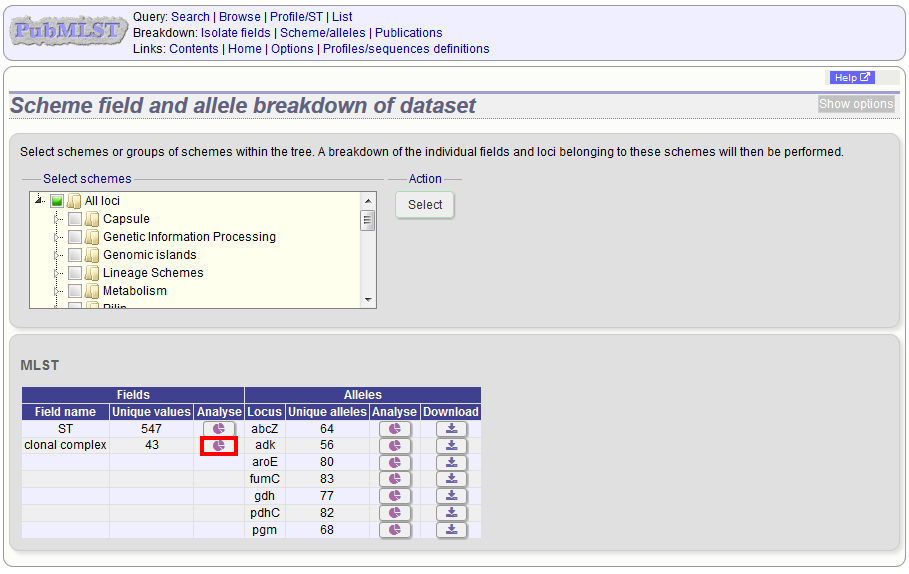 PubMLST
Query: Search | Browse | Profile/ST | List
Breakdown: Isolate fields | Scheme/alleles | Publications
Links: Contents | Home | Options | Profiles/sequences definitions
Help
Scheme field and allele breakdown of dataset
Show options
Select schemes or groups of schemes within the tree. A breakdown of the individual fields and loci belonging to these schemes will then be performed.
Select schemes
Action
All loci
Select
Capsule
Genetic Information Processing
Genomic islands
Lineage Schemes
Metabolism
Pilin
MLST
Fields Alleles
Field name Unique values Analyse Locus Unique alleles Analyse Download
ST 547 abcZ 64
clonal complex 43 adk 56
aroE 80
fumC 83
gdh 77
pdhC 82
pgm 68